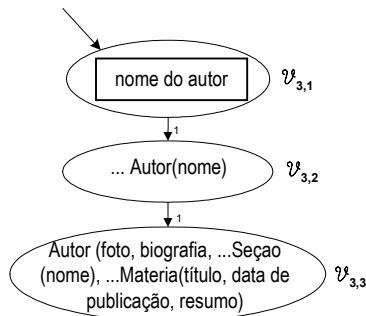 nome do autor
𝒱3,1
1
... Autor(nome)
𝒱3,2
1
Autor (foto, biografia, ...Seçao
(nome), ...Materia(título, data de
publicação, resumo)
𝒱3,3